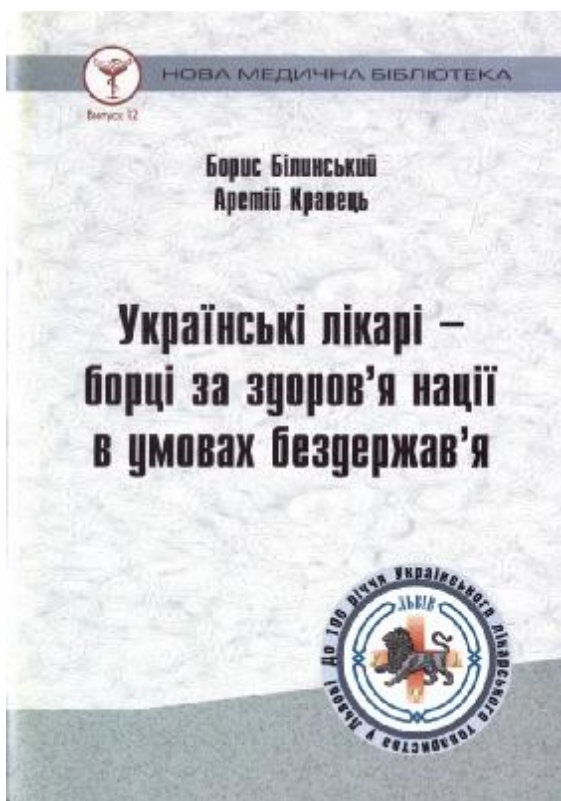 НОВА МЕДИЧНА БІБЛІОТЕКА
Випуск 12
Борис Білинський
Аретій Кравець
Українські лікарі –
борці за здоров'я нації
в умовах бездержав'я
До 100 річчя Українського лікарського товариства у Львові
ЛЬВІВ